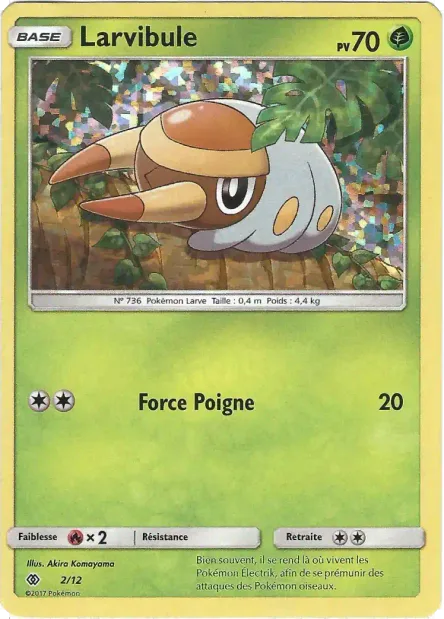 BASE Larvibule PV70
N° 736 Pokémon Larve Taille : 0,4 m Poids : 4,4 kg
Force Poigne 20
Faiblesse × 2 Résistance Retraite
Illus. Akira Komayama
2/12
©2017 Pokémon
Bien souvent, il se rend là où vivent les
Pokémon Électrik, afin de se prémunir des
attaques des Pokémon oiseaux.